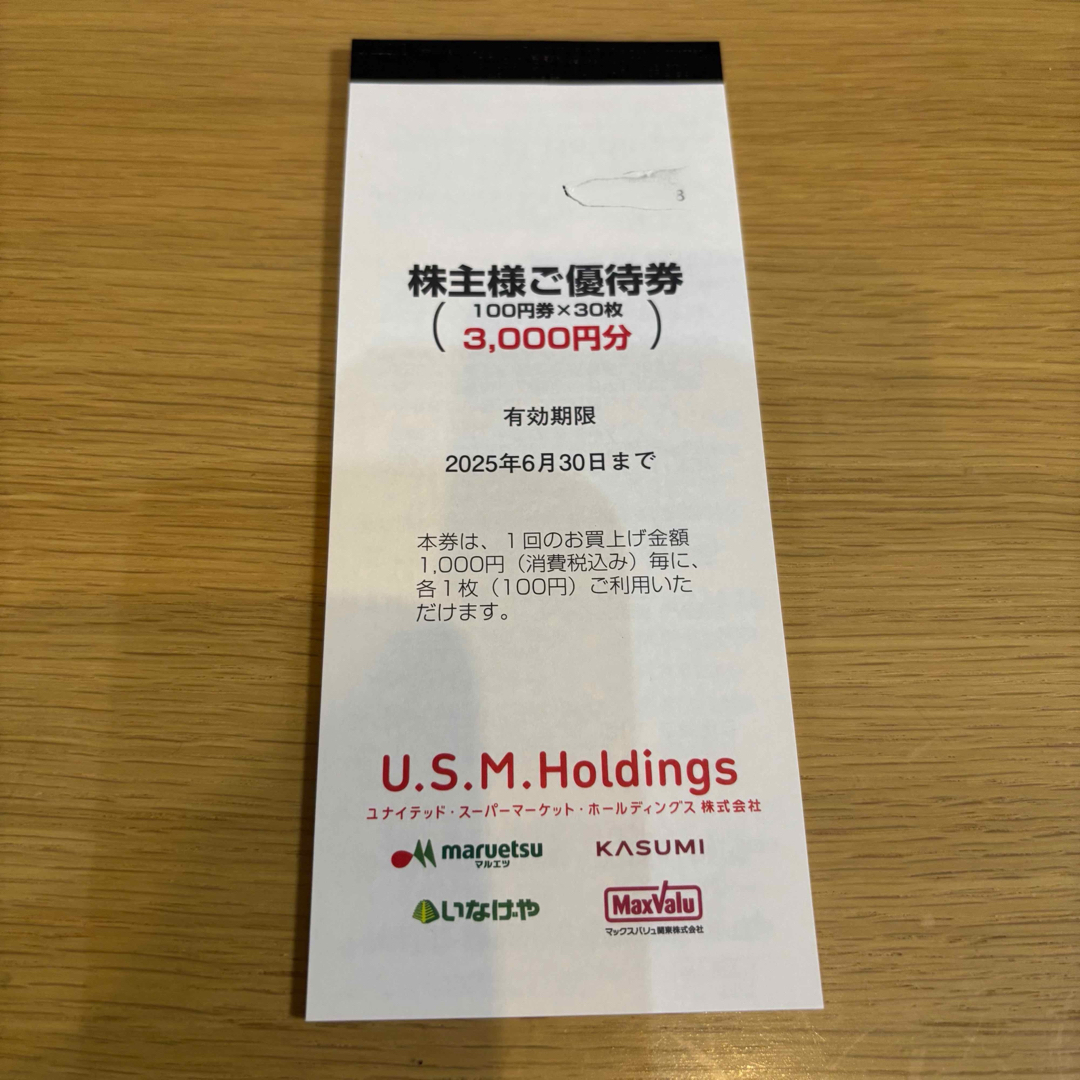 株主様ご優待券
(100円券×30枚
3,000円分)
有効期限
2025年6月30日まで
本券は、1回のお買上げ金額
1,000円(消費税込み)毎に、
各1枚(100円)ご利用いた
だけます。
U.S.M.Holdings
ユナイテッド・スーパーマーケット・ホールディングス 株式会社
maruetsu
マルエツ
KASUMI
いなげや
MaxValu
マックスバリュ関東株式会社